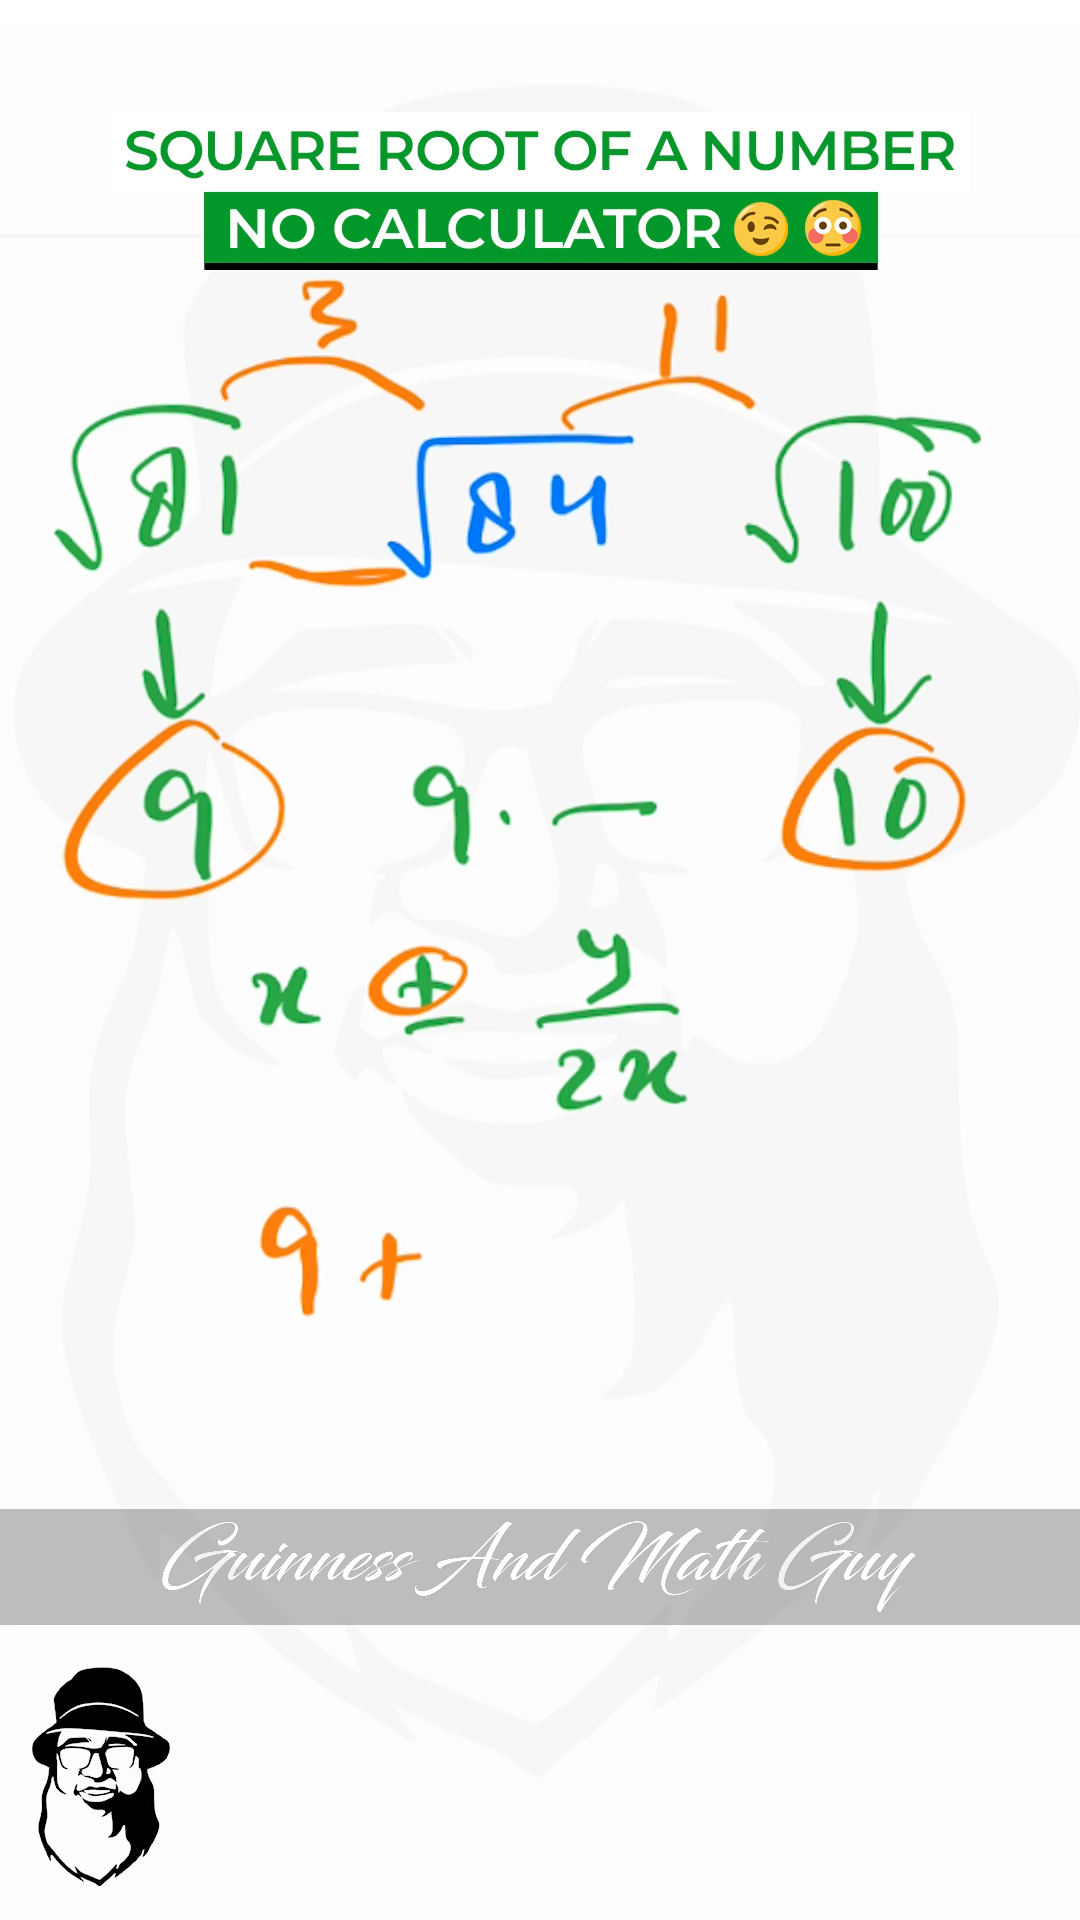 SQUARE ROOT OF A NUMBER
NO CALCULATOR😉 😳
3 11
√81 √84 √100
9 9. — 10
x ± y/2x
9 +
Guinness And Math Guy